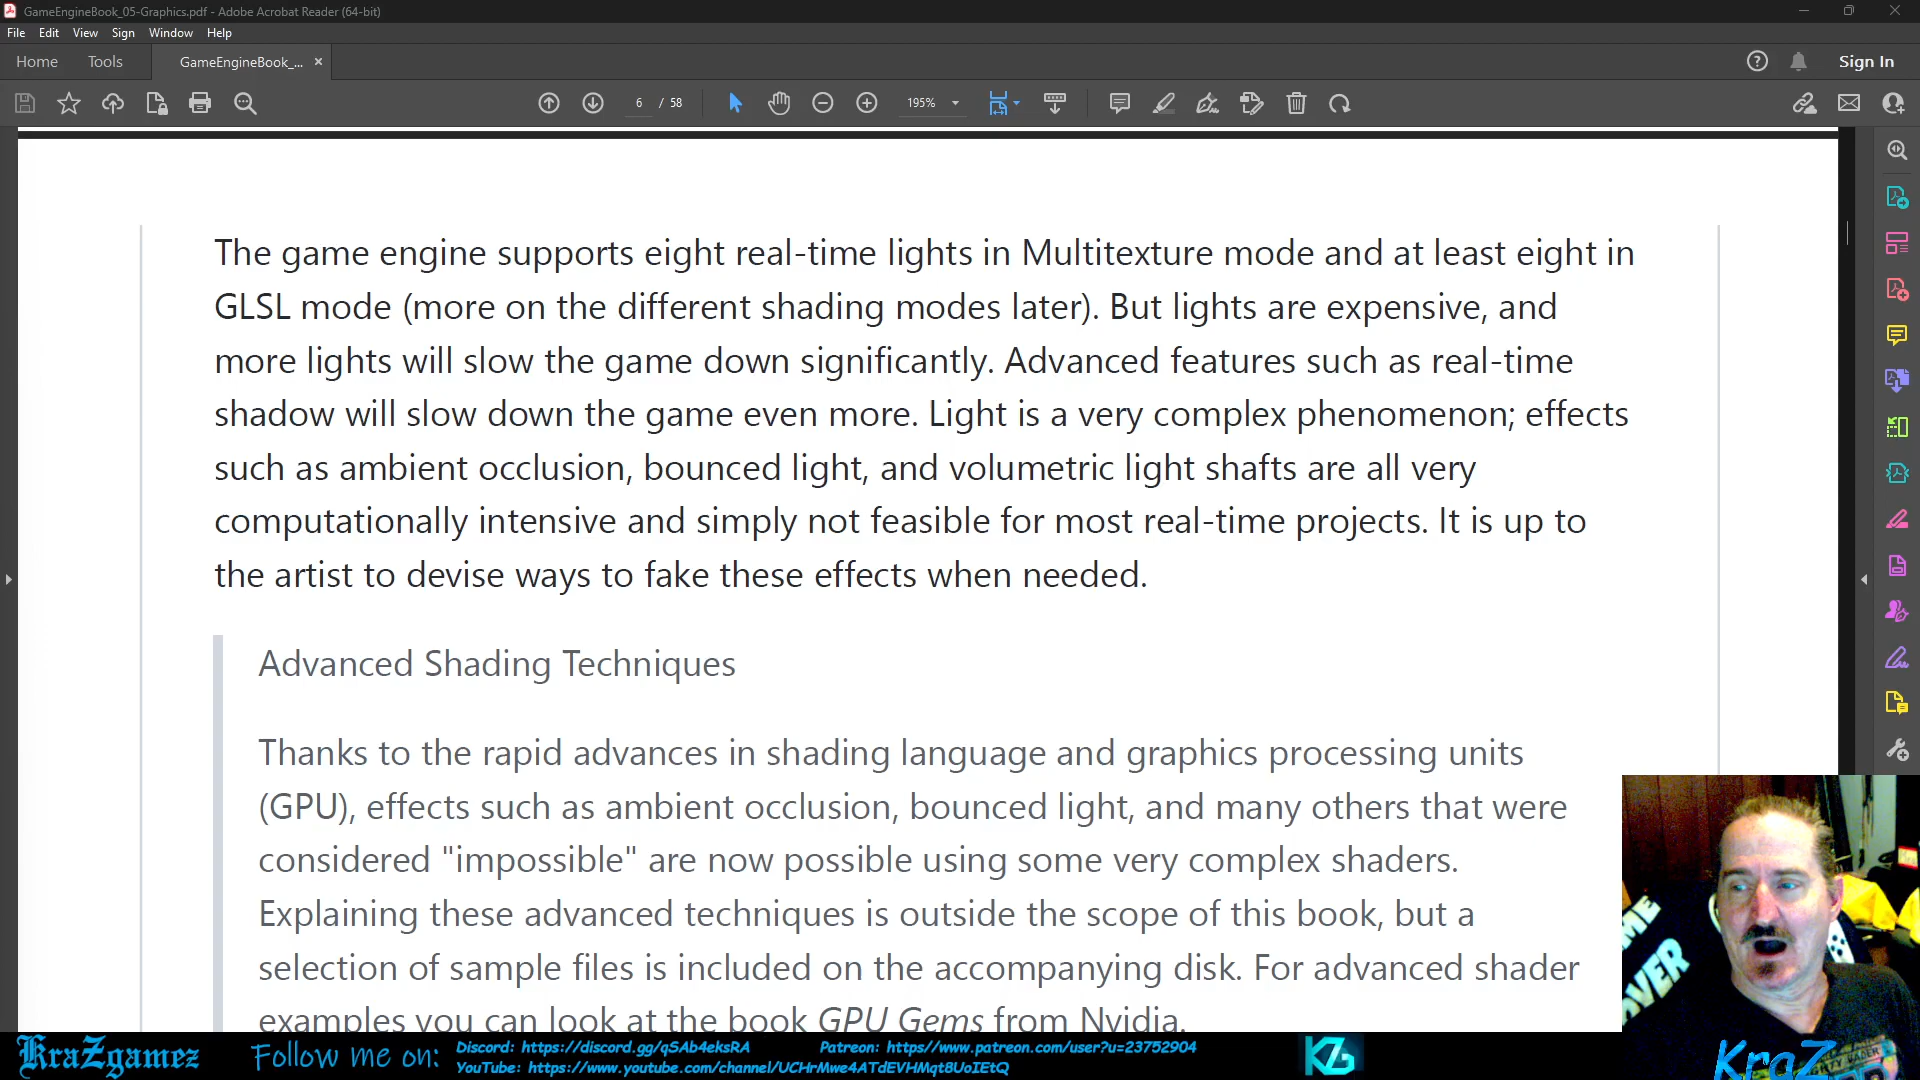 GameEngineBook_05-Graphics.pdf - Adobe Acrobat Reader (64-bit)
File Edit View Sign Window Help
Home Tools GameEngineBook_... × Sign In
6 / 58 195%
The game engine supports eight real-time lights in Multitexture mode and at least eight in
GLSL mode (more on the different shading modes later). But lights are expensive, and
more lights will slow the game down significantly. Advanced features such as real-time
shadow will slow down the game even more. Light is a very complex phenomenon; effects
such as ambient occlusion, bounced light, and volumetric light shafts are all very
computationally intensive and simply not feasible for most real-time projects. It is up to
the artist to devise ways to fake these effects when needed.
Advanced Shading Techniques
Thanks to the rapid advances in shading language and graphics processing units
(GPU), effects such as ambient occlusion, bounced light, and many others that were
considered "impossible" are now possible using some very complex shaders.
Explaining these advanced techniques is outside the scope of this book, but a
selection of sample files is included on the accompanying disk. For advanced shader
examples you can look at the book GPU Gems from Nvidia.
OVER
KraZgamez Follow me on: Discord: https://discord.gg/qSAb4eksRA Patreon: https//www.patreon.com/user?u=23752904
YouTube: https://www.youtube.com/channel/UCHrMwe4ATdEVHMqt8UoIEtQ
KZG
KraZ